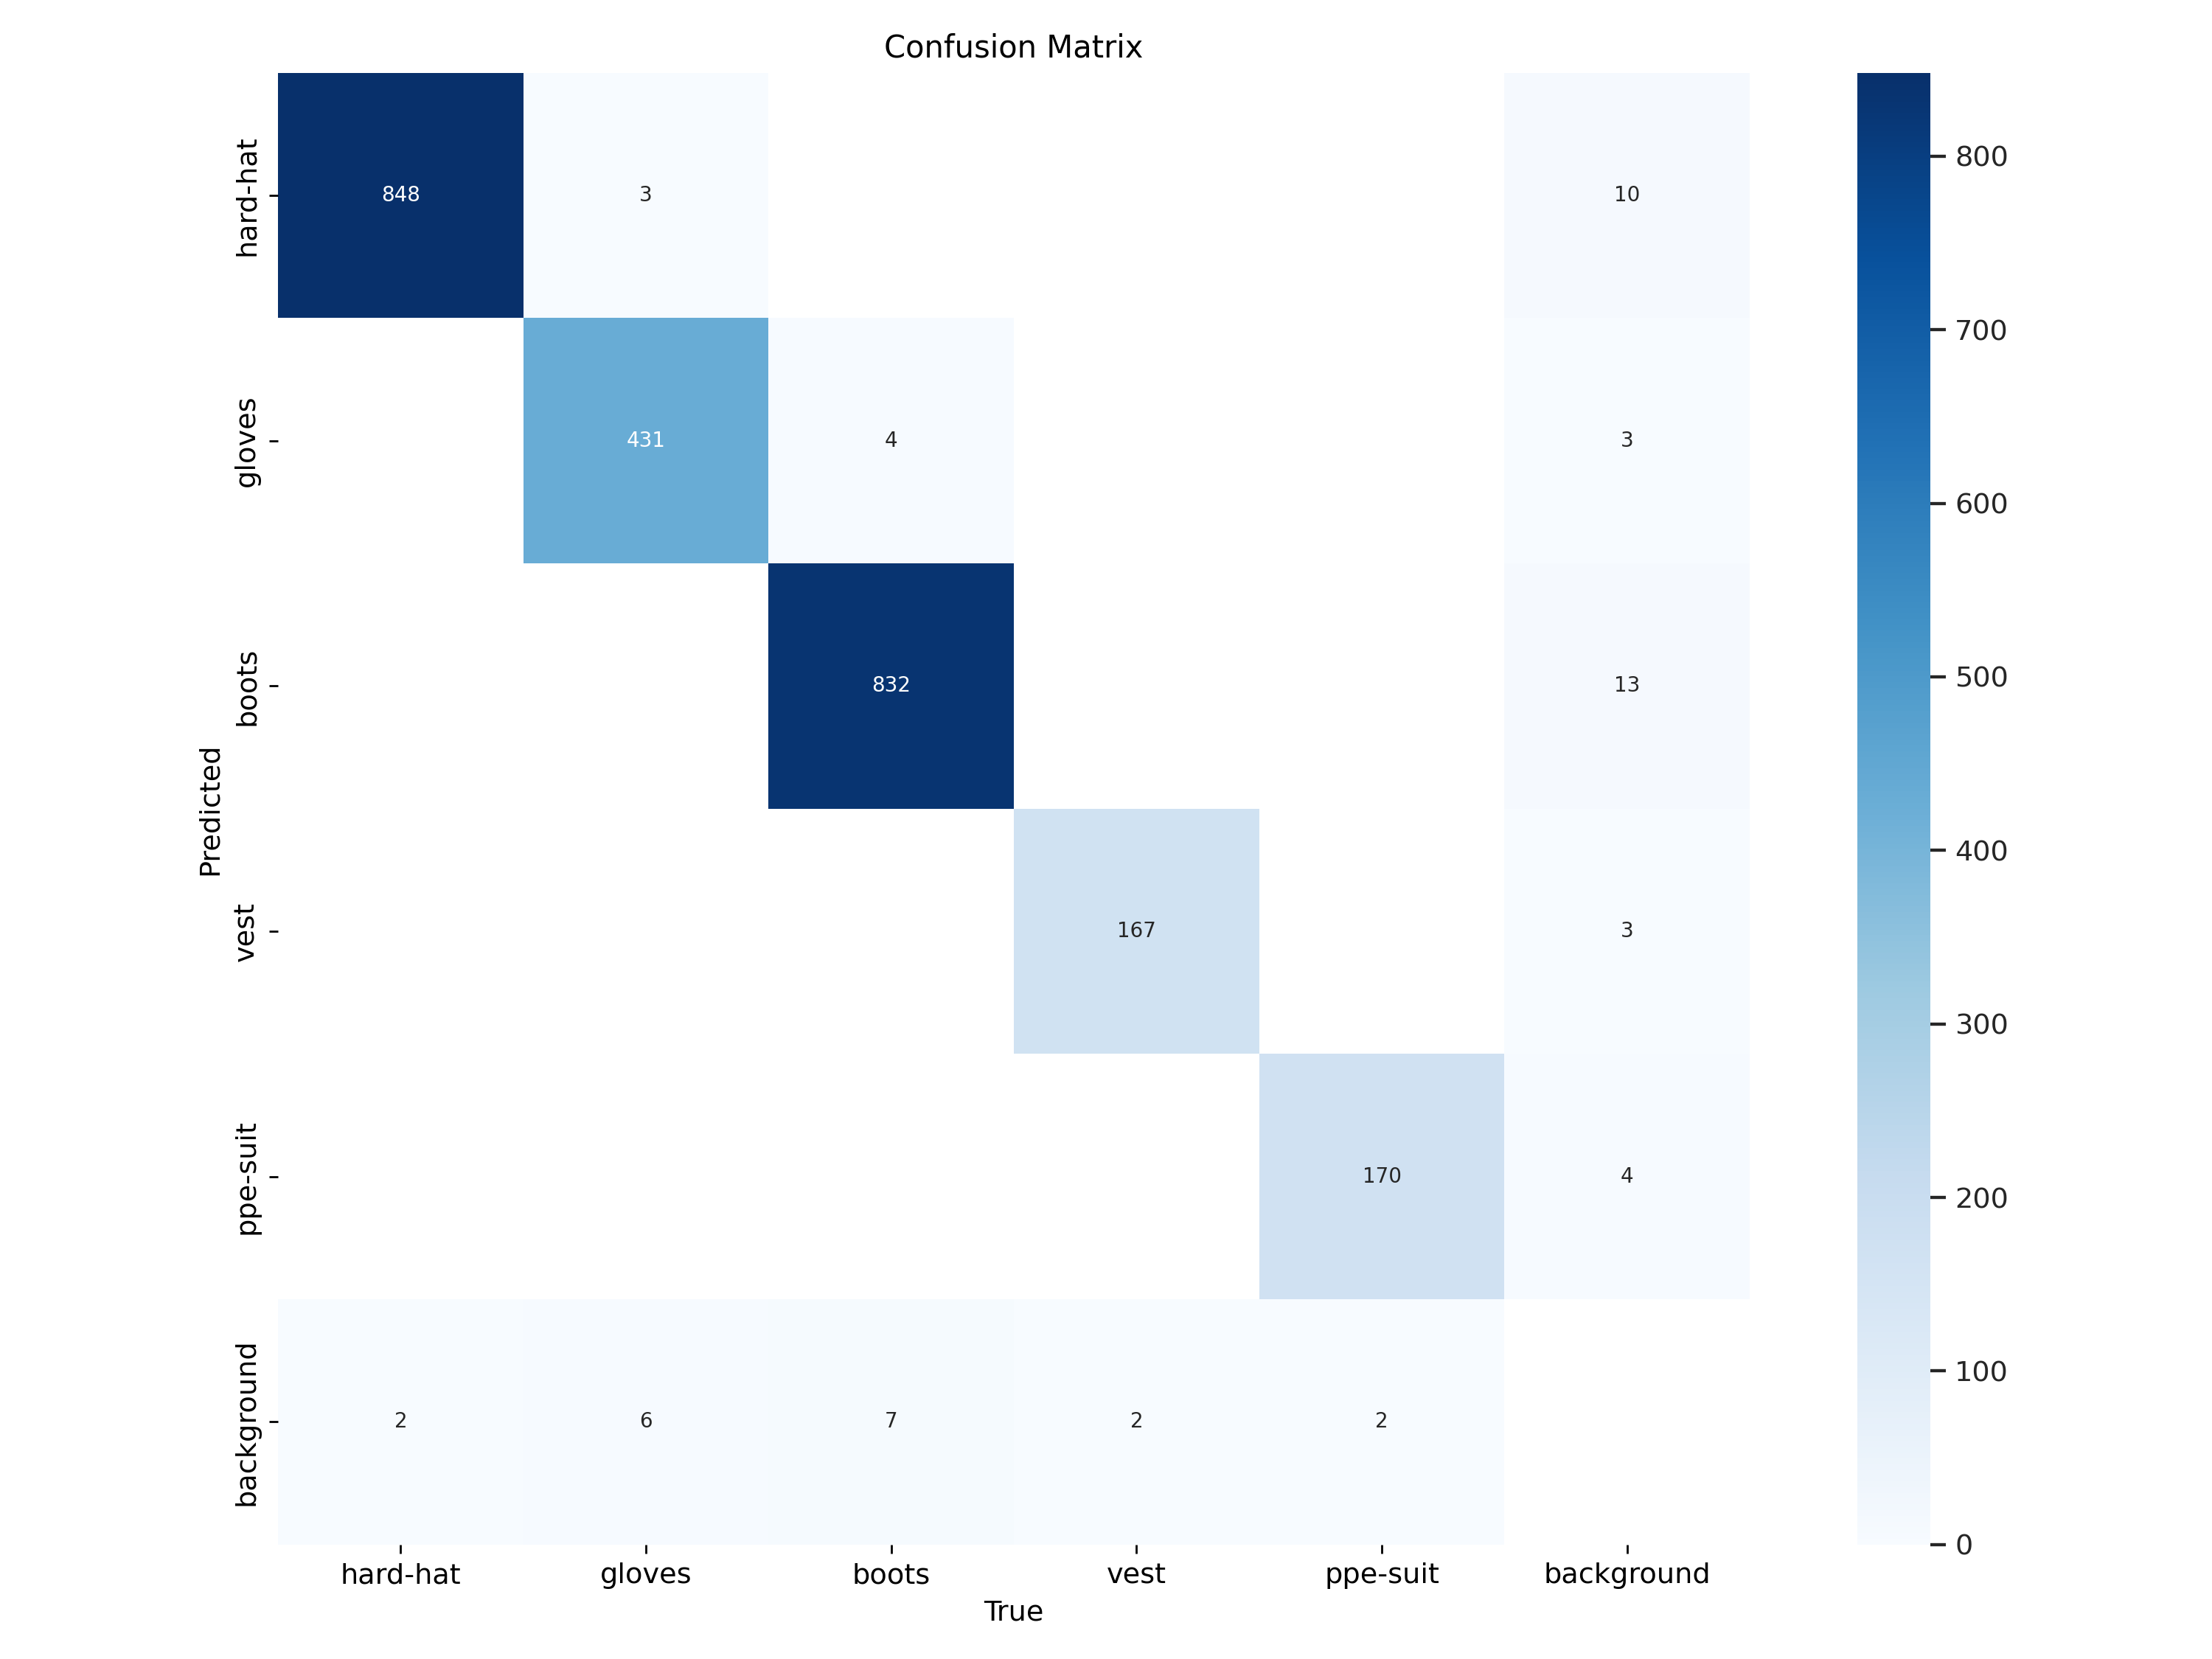 Confusion Matrix
hard-hat
848
3
10
800
700
gloves
431
4
3
600
boots
832
13
500
Predicted
400
vest
167
3
300
ppe-suit
170
4
200
background
2
6
7
2
2
100
0
hard-hat
gloves
boots
vest
ppe-suit
background
True